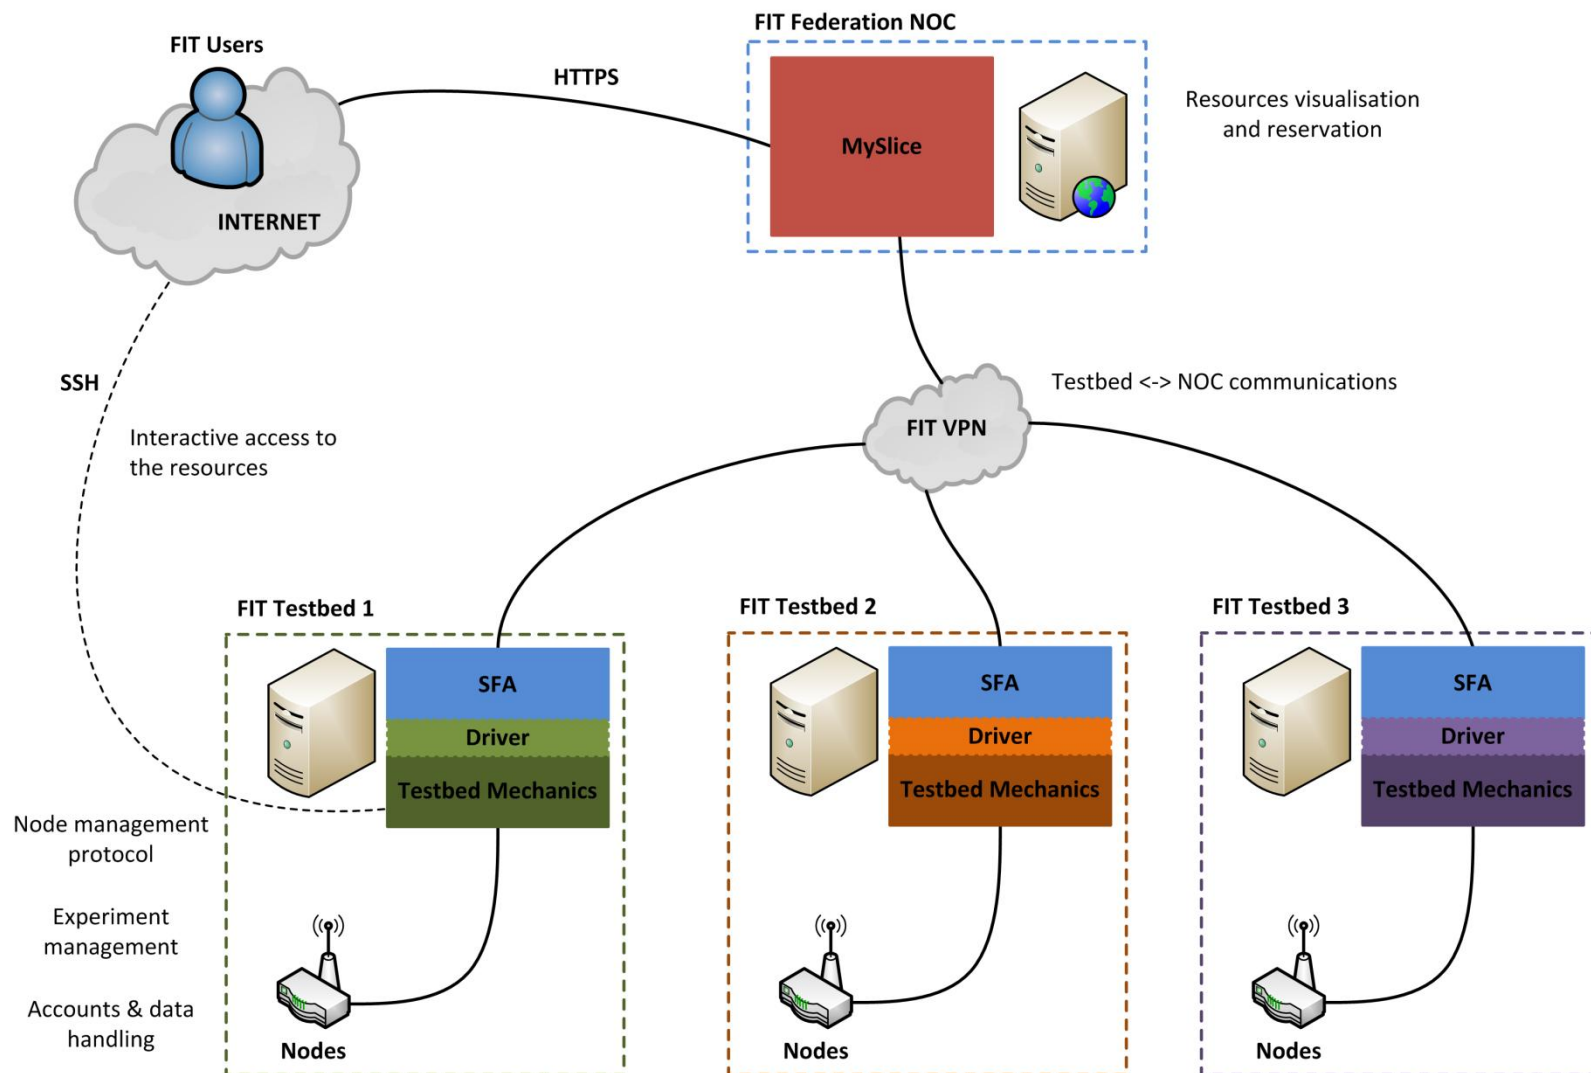 FIT Federation NOC
FIT Users
HTTPS
MySlice
Resources visualisation
and reservation
INTERNET
SSH
Testbed <-> NOC communications
FIT VPN
Interactive access to
the resources
FIT Testbed 1
FIT Testbed 2
FIT Testbed 3
SFA
SFA
SFA
Driver
Driver
Driver
Testbed Mechanics
Testbed Mechanics
Testbed Mechanics
Node management
protocol
Experiment
management
Accounts & data
handling
Nodes
Nodes
Nodes